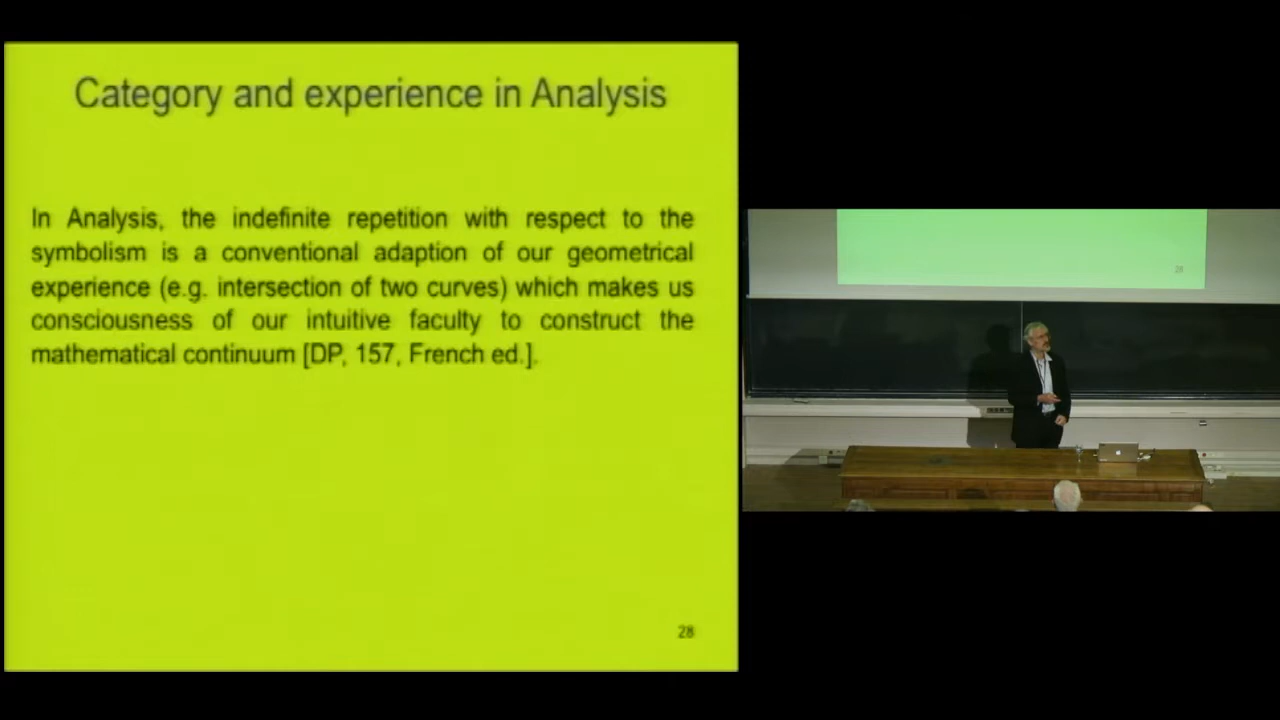 Category and experience in Analysis
In Analysis, the indefinite repetition with respect to the
symbolism is a conventional adaption of our geometrical
experience (e.g. intersection of two curves) which makes us
consciousness of our intuitive faculty to construct the
mathematical continuum [DP, 157, French ed.].
28
28